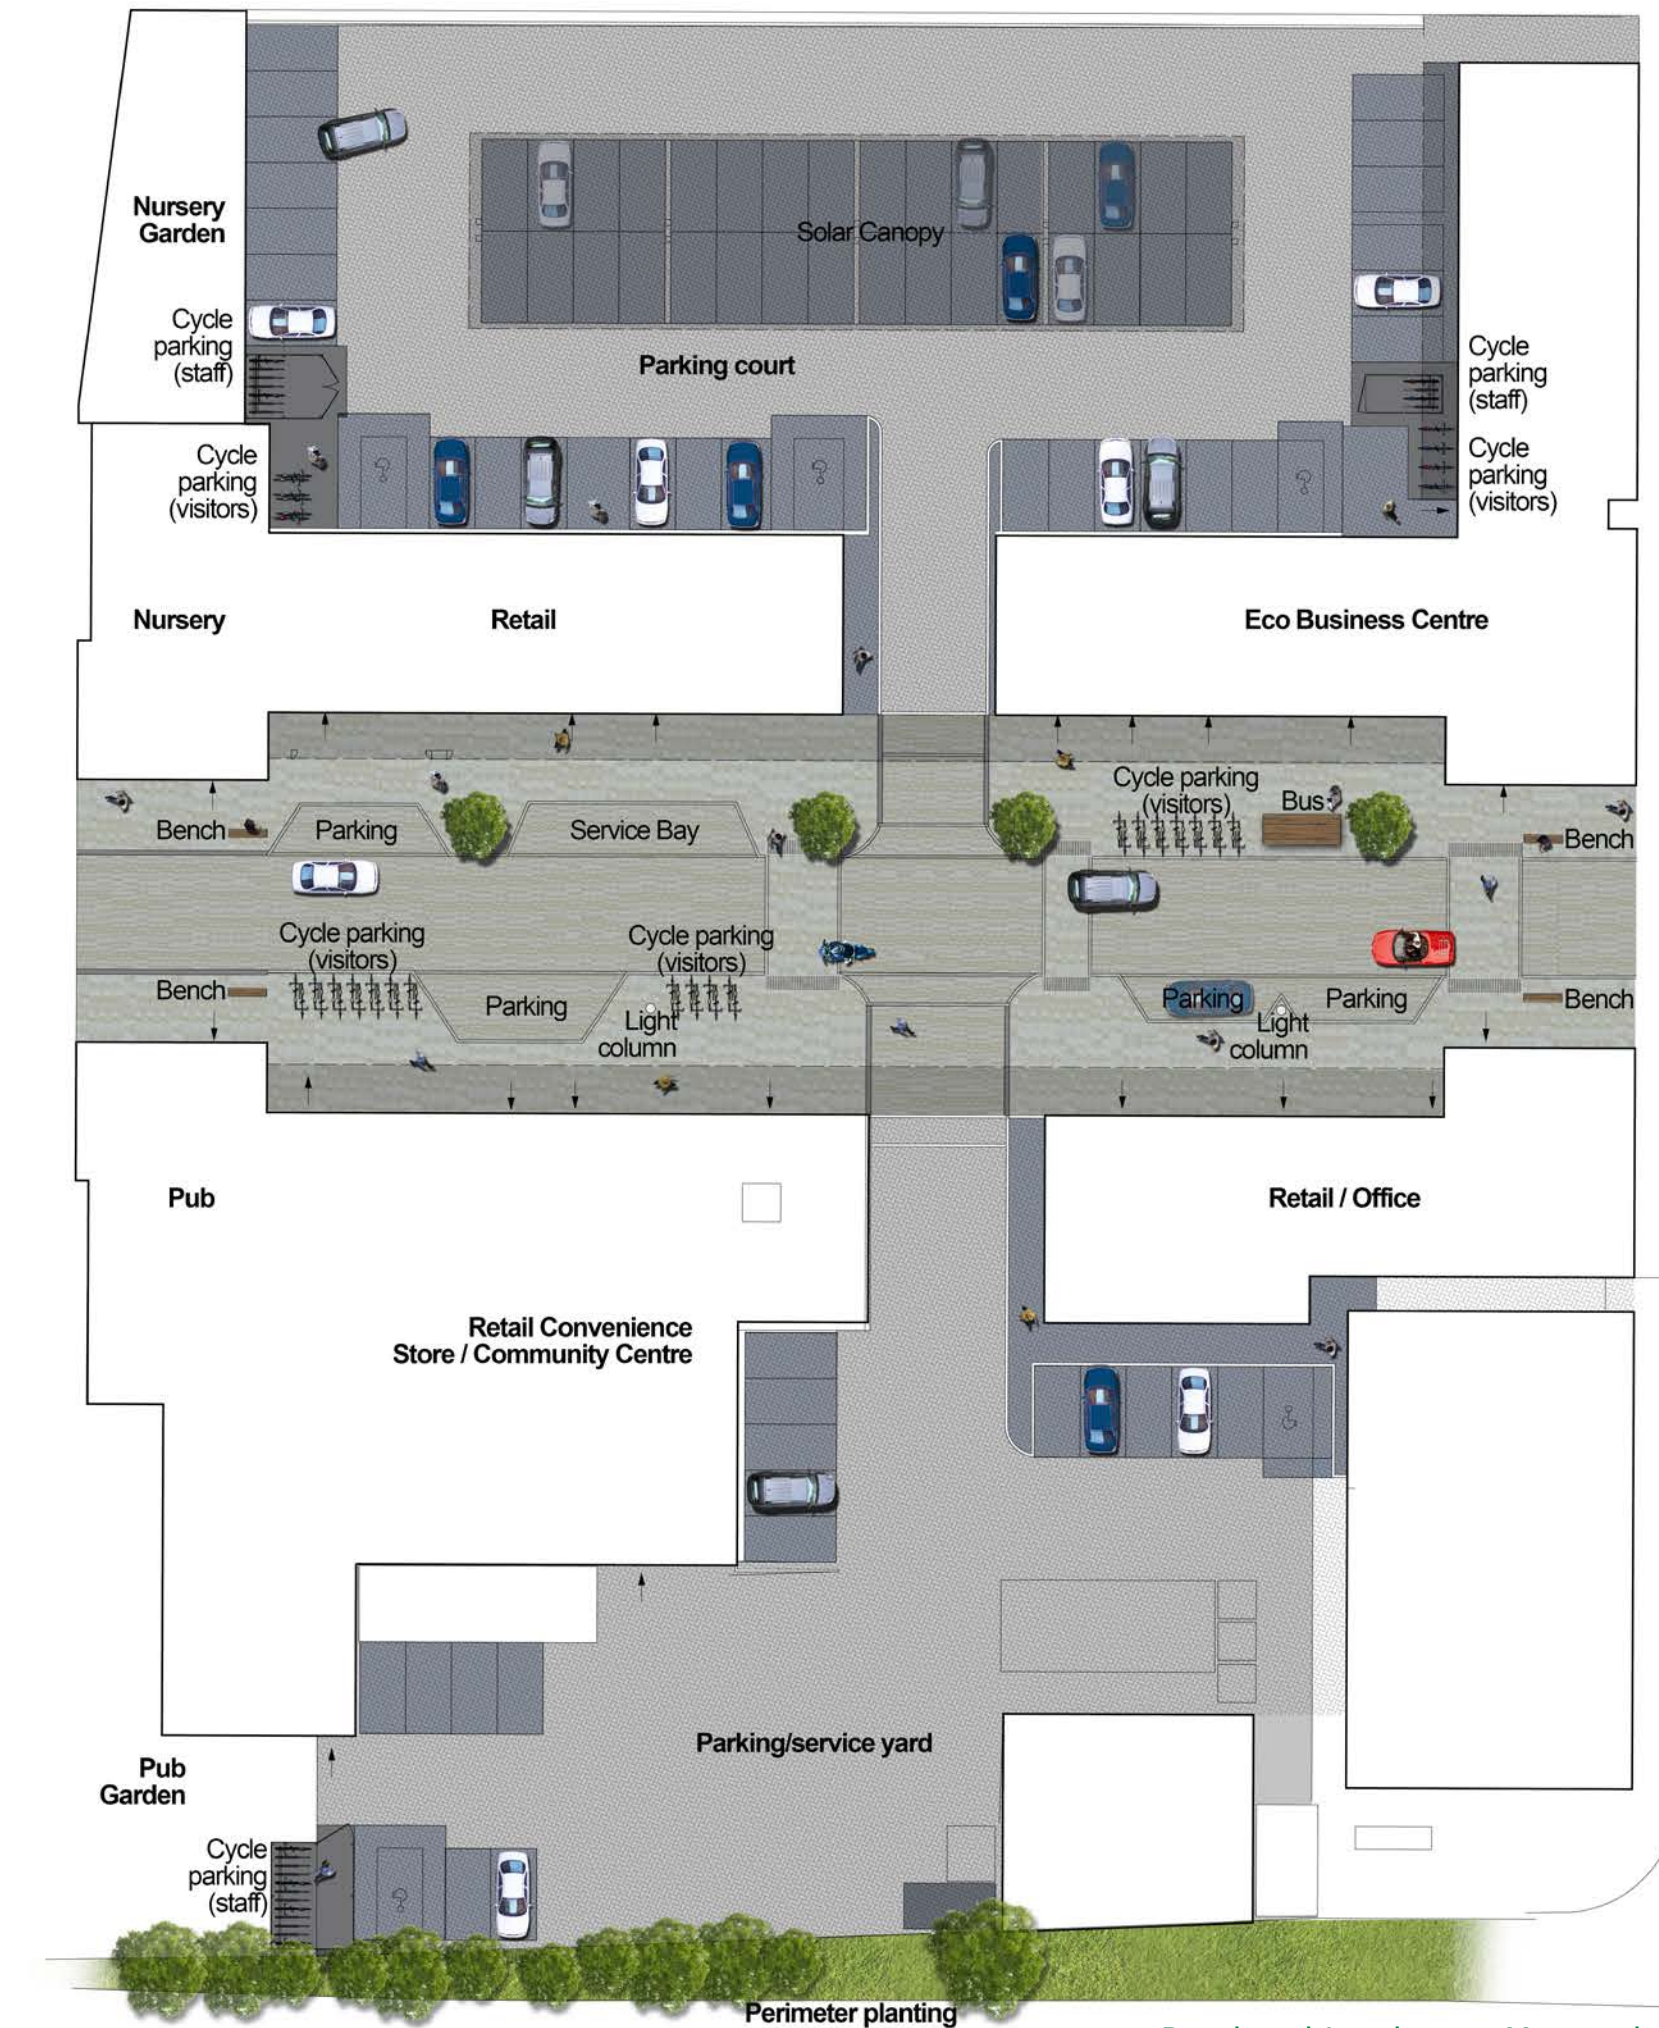 Nursery
Garden
Solar Canopy
Cycle
parking
(staff)
Parking court
Cycle
parking
(staff)
Cycle
parking
(visitors)
Cycle
parking
(visitors)
Nursery
Retail
Eco Business Centre
Cycle parking
(visitors)
Bus
Bench
Parking
Service Bay
Bench
Cycle parking
(visitors)
Cycle parking
(visitors)
Bench
Parking
Light
column
Parking
Parking
Light
column
Bench
Pub
Retail / Office
Retail Convenience
Store / Community Centre
Parking/service yard
Pub
Garden
Cycle
parking
(staff)
Perimeter planting